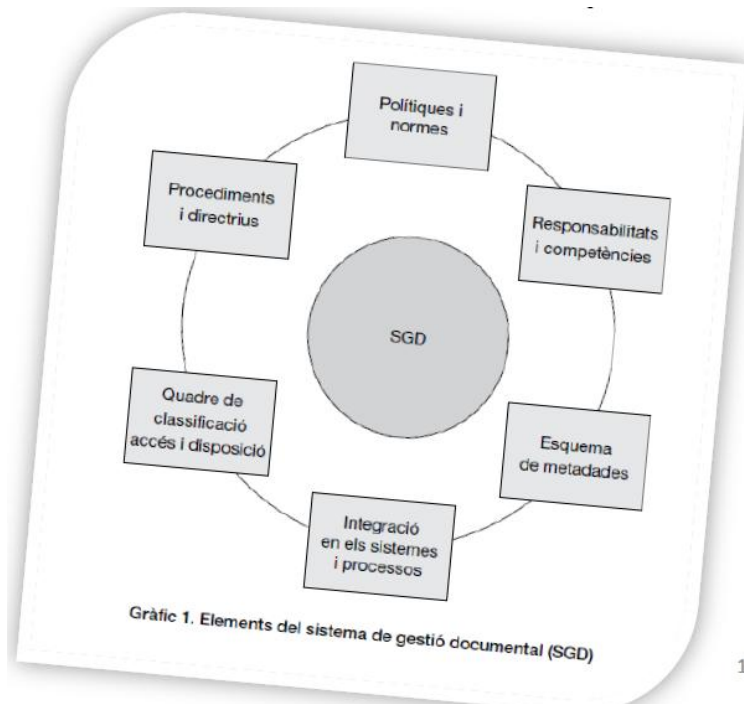 Polítiques i
normes
Responsabilitats
i competències
Esquema
de metadades
Integració
en els sistemes
i processos
Quadre de
classificació
accés i disposició
Procediments
i directrius
SGD
Gràfic 1. Elements del sistema de gestió documental (SGD)
1